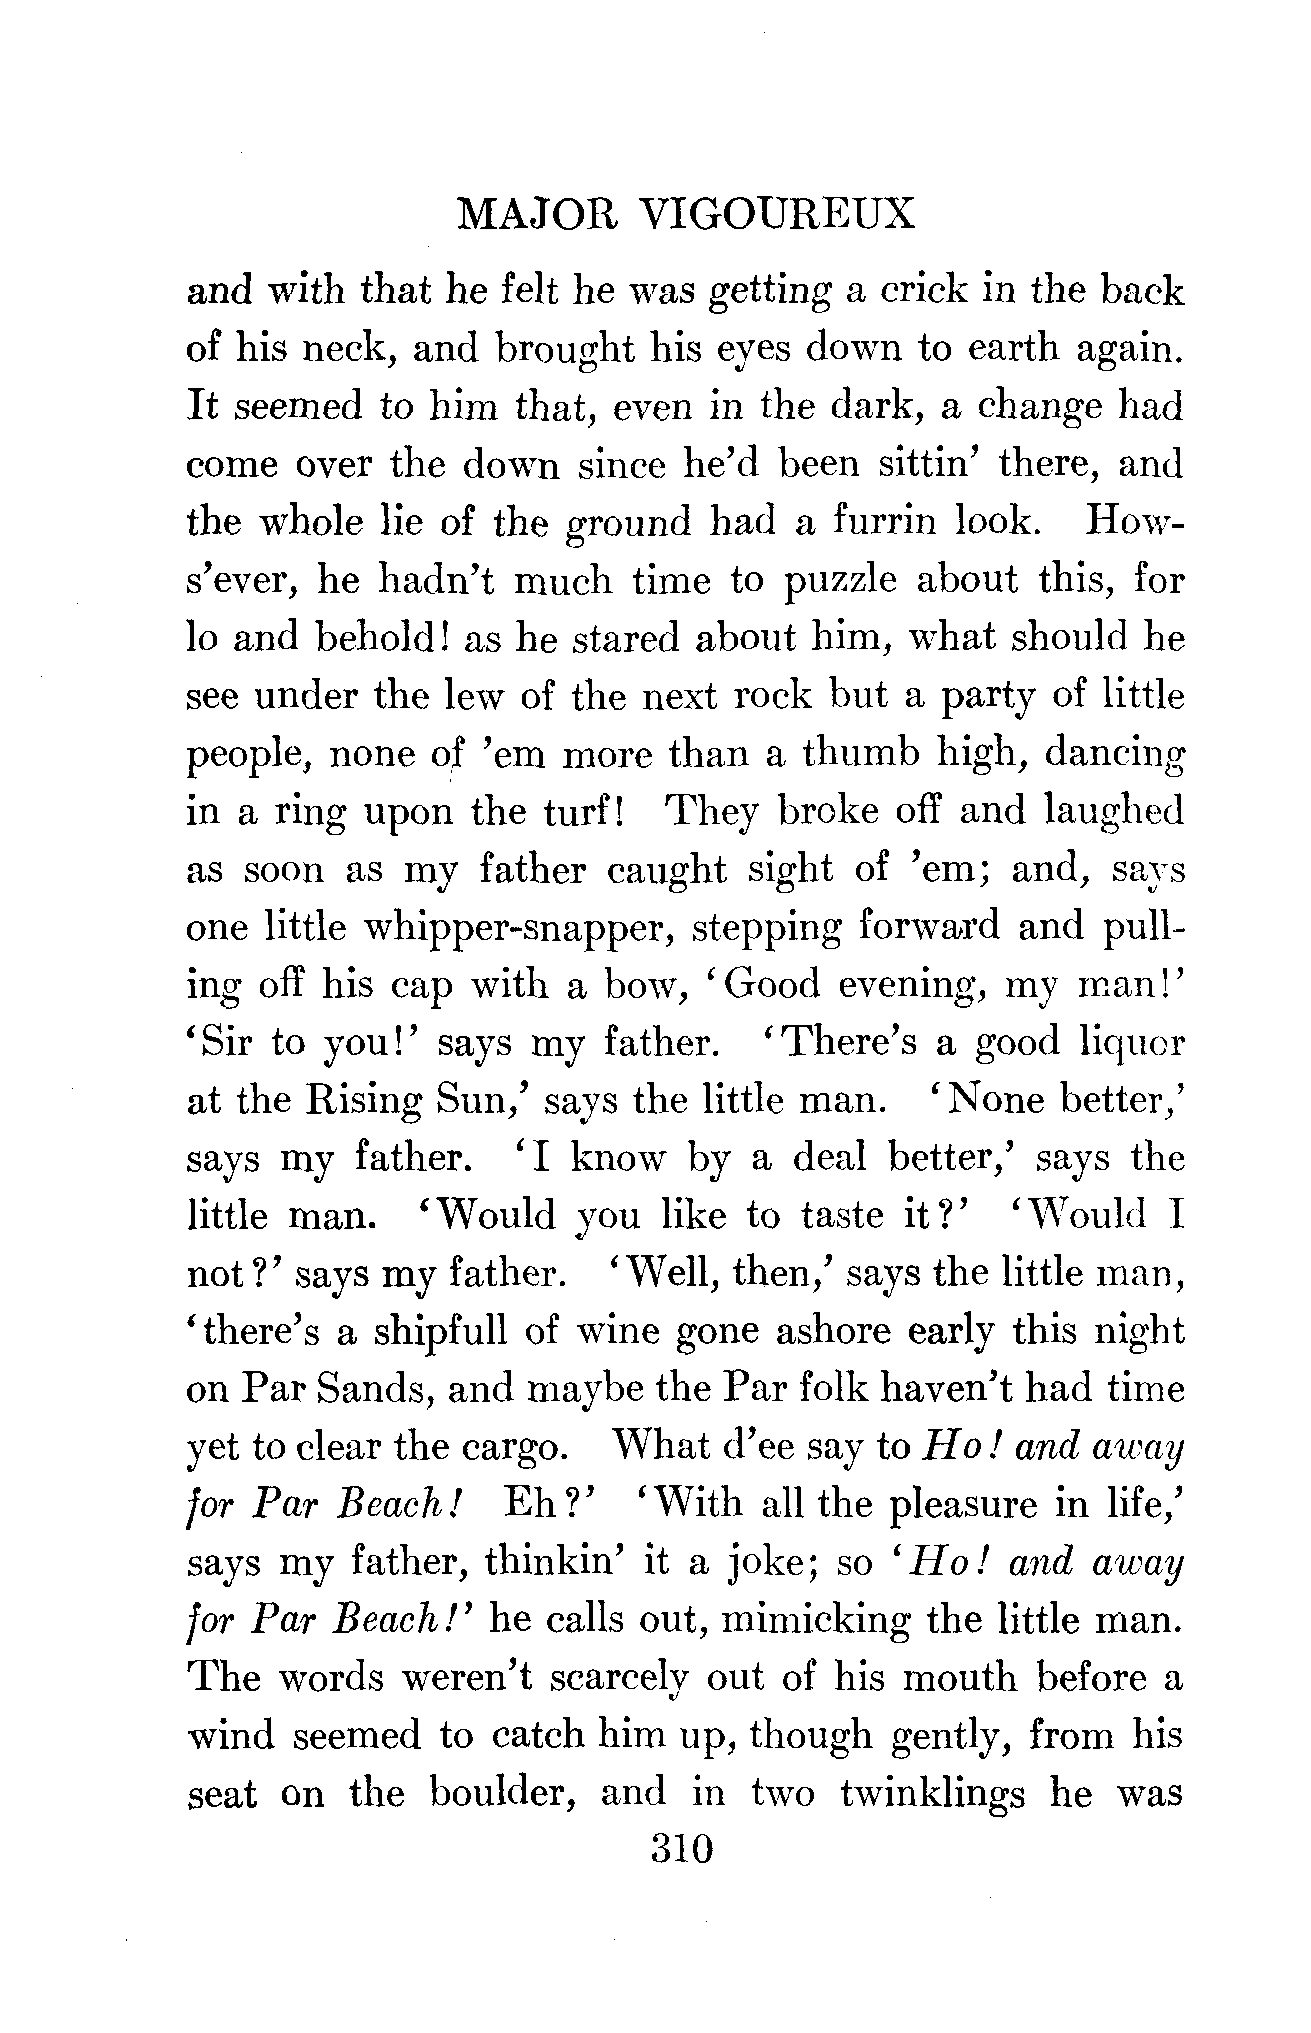 MAJOR VIGOUREUX
and with that he felt he was getting a crick in the back
of his neck, and brought his eyes down to earth again.
It seemed to him that, even in the dark, a change had
come over the down since he'd been sittin' there, and
the whole lie of the ground had a furrin look. How-
s'ever, he hadn't much time to puzzle about this, for
lo and behold! as he stared about him, what should he
see under the lew of the next rock but a party of little
people, none of 'em more than a thumb high, dancing
in a ring upon the turf! They broke off and laughed
as soon as my father caught sight of 'em; and, says
one little whipper-snapper, stepping forward and pull-
ing off his cap with a bow, 'Good evening, my man!'
'Sir to you!' says my father. 'There's a good liquor
at the Rising Sun,' says the little man. 'None better,'
says my father. 'I know by a deal better,' says the
little man. 'Would you like to taste it?' 'Would I
not?' says my father. 'Well, then,' says the little man,
'there's a shipfull of wine gone ashore early this night
on Par Sands, and maybe the Par folk haven't had time
yet to clear the cargo. What d'ee say to Ho! and away
for Par Beach! Eh?' 'With all the pleasure in life,'
says my father, thinkin' it a joke; so 'Ho! and away
for Par Beach!' he calls out, mimicking the little man.
The words weren't scarcely out of his mouth before a
wind seemed to catch him up, though gently, from his
seat on the boulder, and in two twinklings he was
310